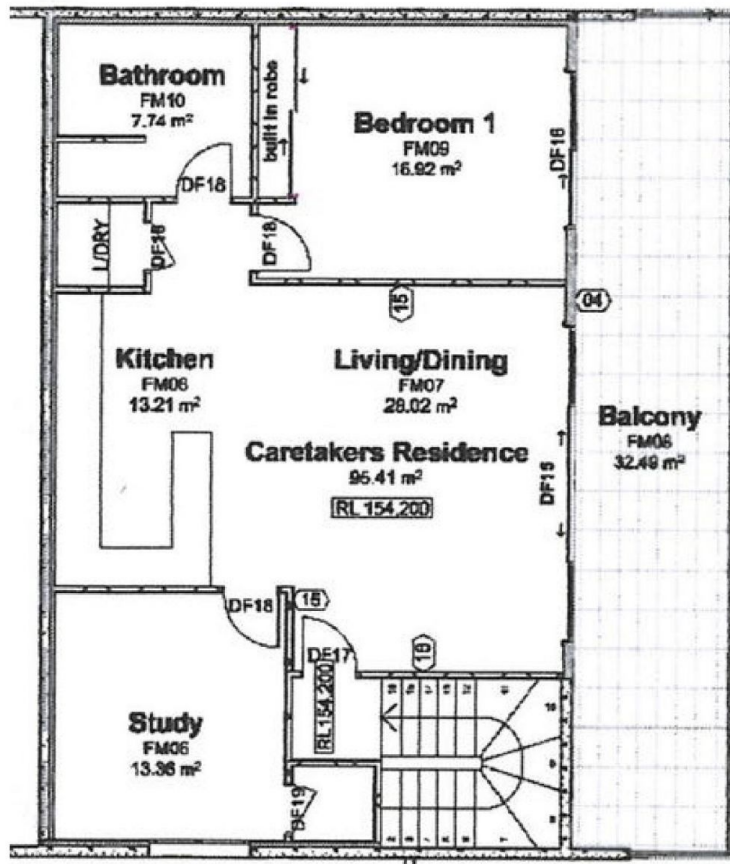 Bathroom
FM10
7.74 m²
built in robe
Bedroom 1
FM09
16.92 m²
DF16
DF18
L/DRY
DF16
DF18
15
04
Kitchen
FM06
13.21 m²
Living/Dining
FM07
28.02 m²
Caretakers Residence
95.41 m²
RL 154,200
Balcony
FM08
32.49 m²
DF15
DF18
15
DF17
16
RL 154,200
Study
FM06
13.36 m²
DF19